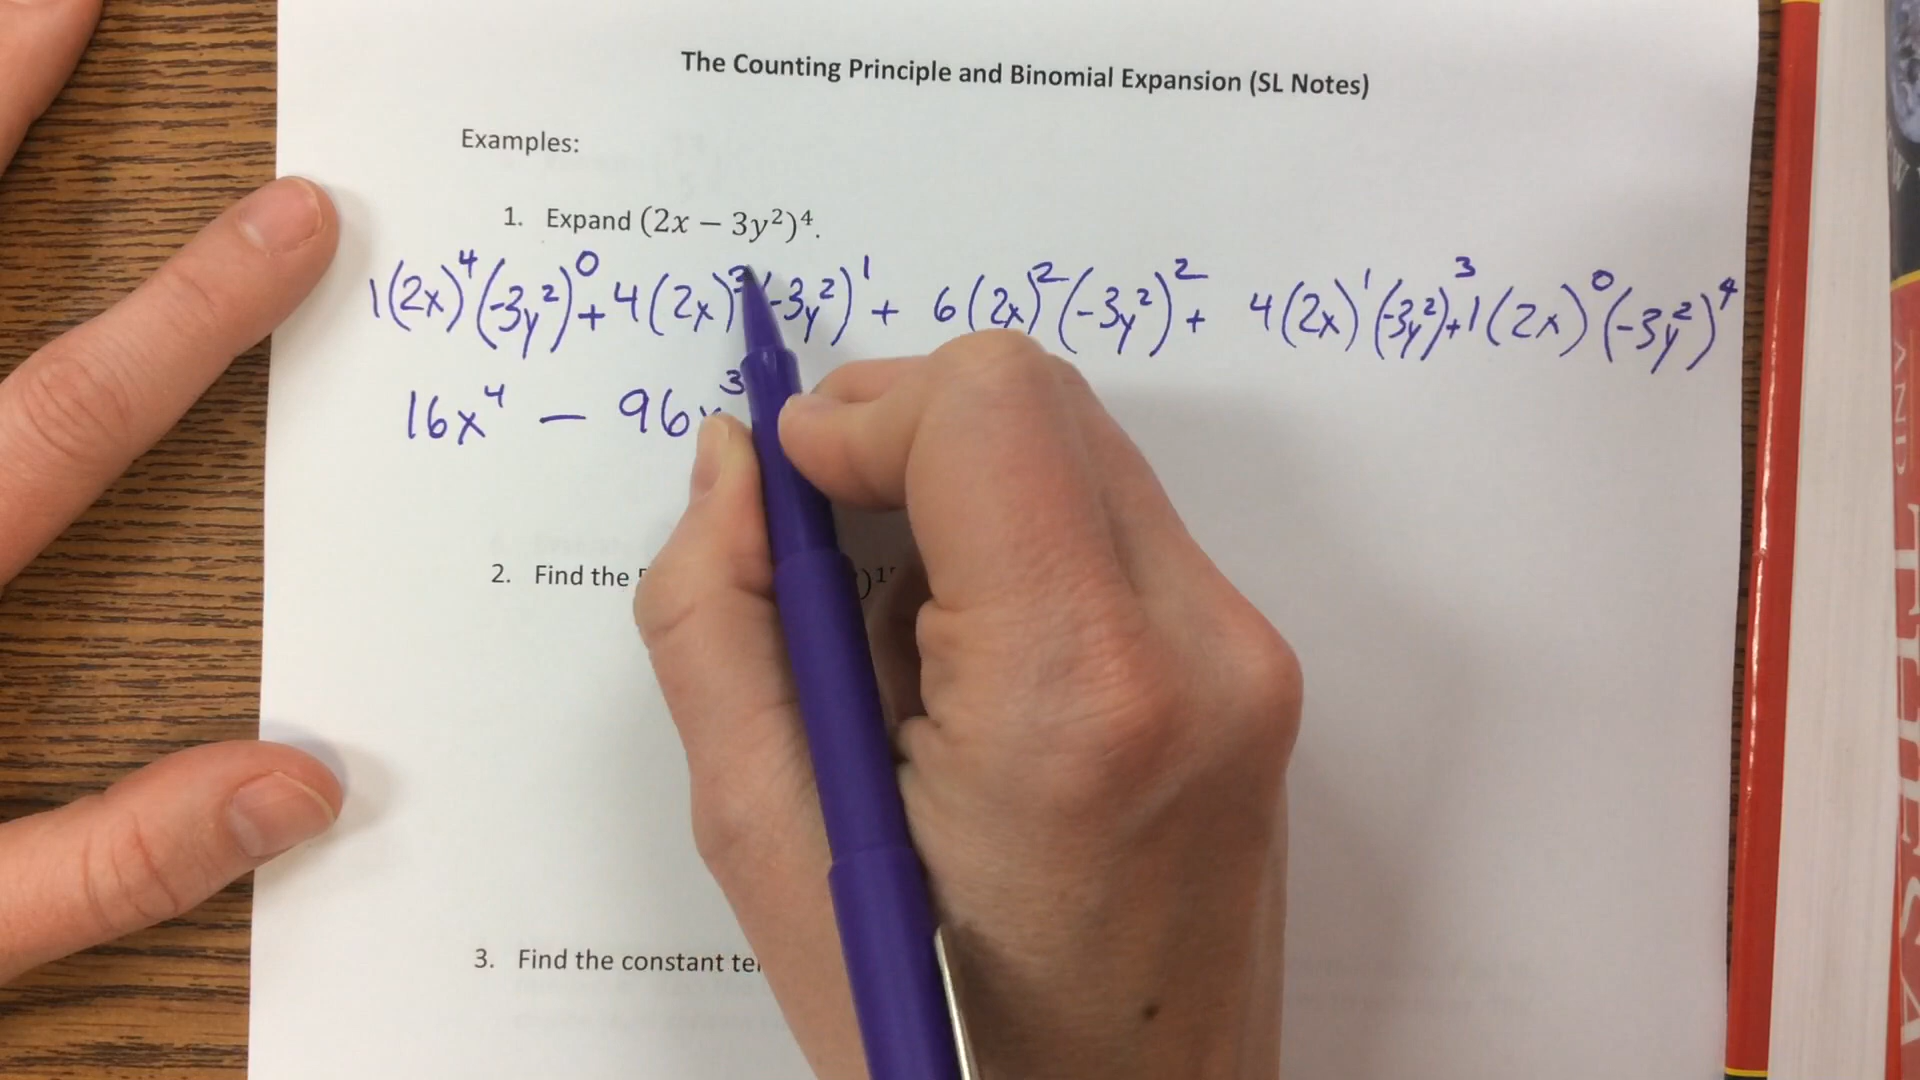 The Counting Principle and Binomial Expansion (SL Notes)
Examples:
1. Expand (2x − 3y²)⁴.
1(2x)⁴(-3y²)⁰+4(2x)³(-3y²)¹ + 6(2x)²(-3y²)² + 4(2x)¹(-3y²)³+1(2x)⁰(-3y²)⁴
16x⁴ − 96x³
2. Find the
3. Find the constant
AND